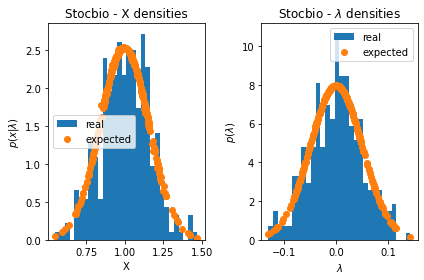 Stocbio - X densities
real
expected
p(x|λ)
2.5
2.0
1.5
1.0
0.5
0.0
0.75
1.00
1.25
1.50
X
Stocbio - λ densities
real
expected
p(λ)
10
8
6
4
2
0
−0.1
0.0
0.1
λ